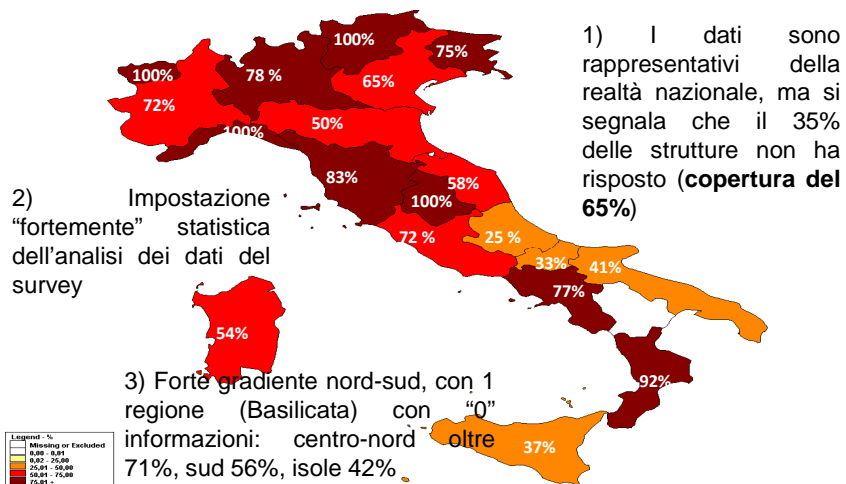 100%
75%
100%
78 %
65%
72%
50%
100%
83%
58%
100%
72 %
25 %
33%
41%
77%
54%
92%
37%
1) I dati sono
rappresentativi della
realtà nazionale, ma si
segnala che il 35%
delle strutture non ha
risposto (copertura del
65%)
2) Impostazione
“fortemente” statistica
dell’analisi dei dati del
survey
3) Forte gradiente nord-sud, con 1
regione (Basilicata) con “0”
informazioni: centro-nord oltre
71%, sud 56%, isole 42%
Legend - %
Missing or Excluded
0,00 - 0,01
0,02 - 25,00
25,01 - 50,00
50,01 - 75,00
75,01 +